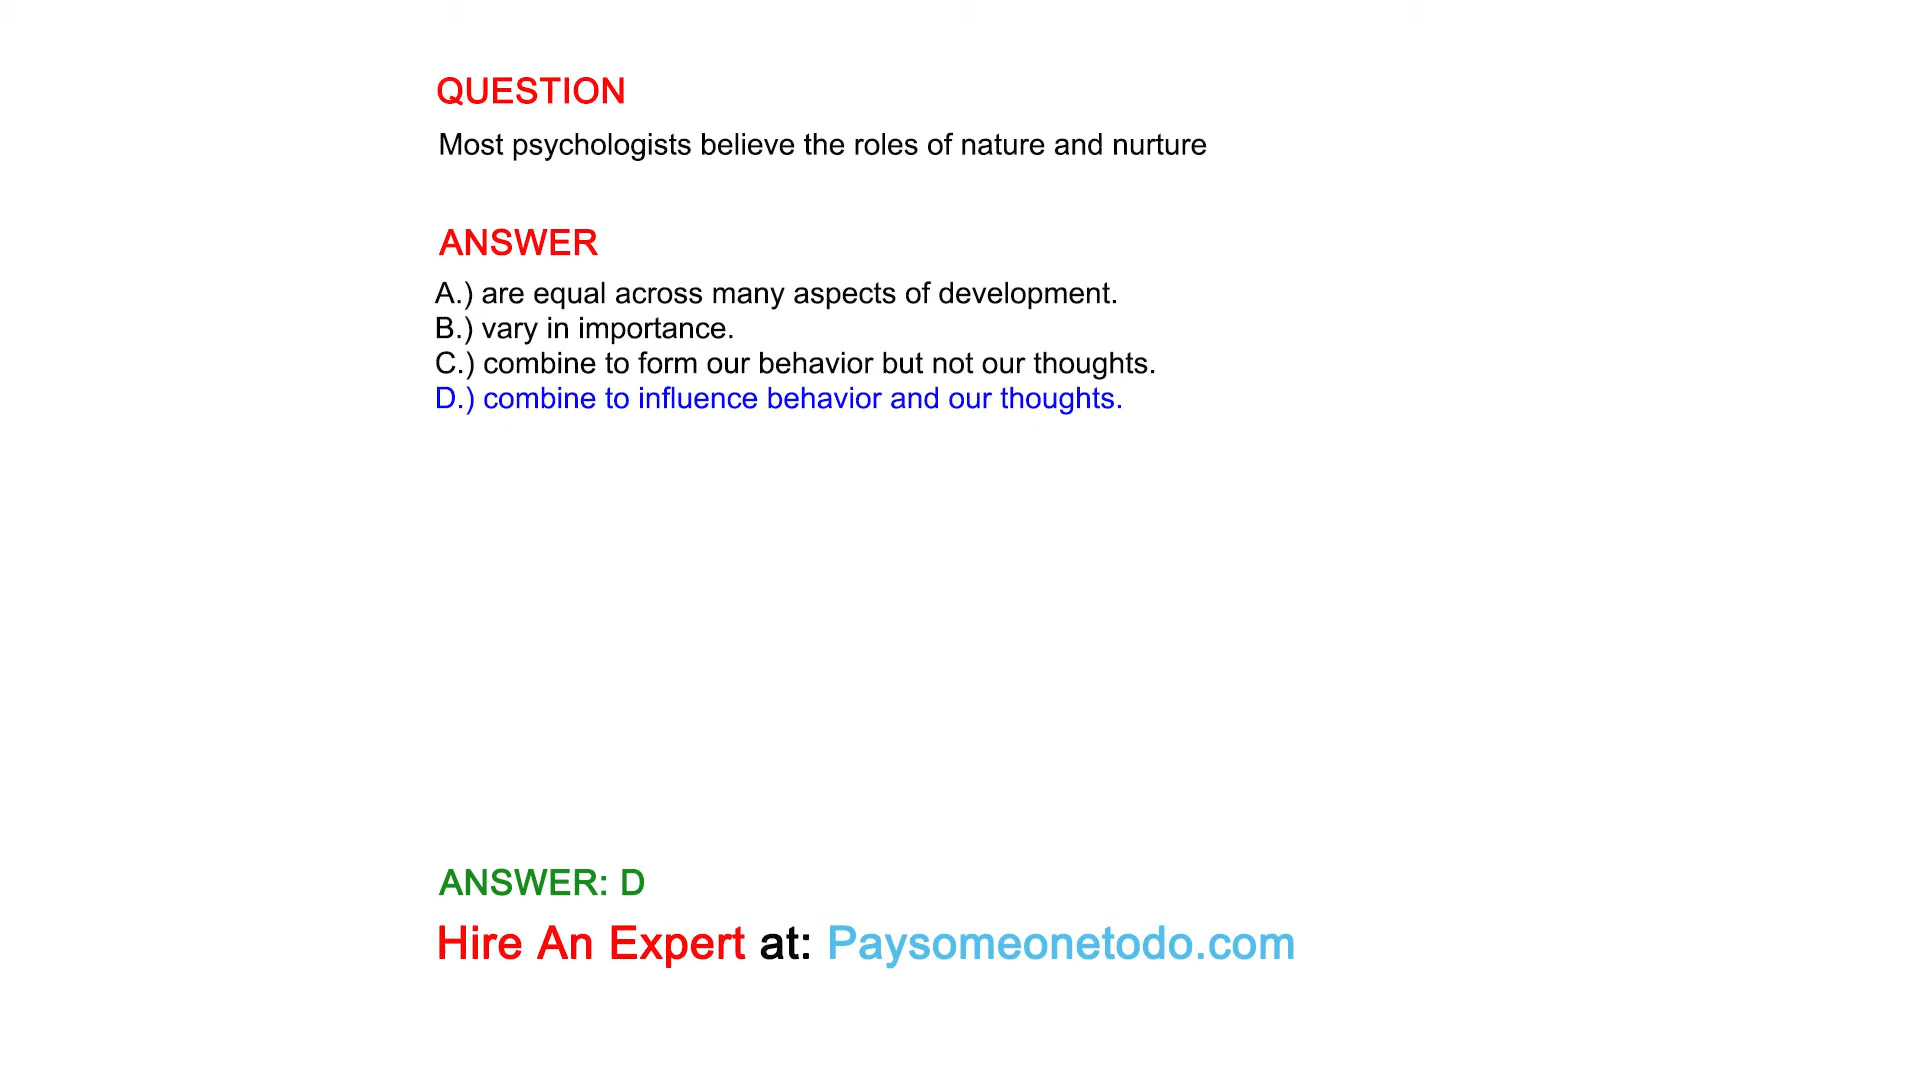 QUESTION
Most psychologists believe the roles of nature and nurture
ANSWER
A.) are equal across many aspects of development.
B.) vary in importance.
C.) combine to form our behavior but not our thoughts.
D.) combine to influence behavior and our thoughts.
ANSWER: D
Hire An Expert at: Paysomeonetodo.com